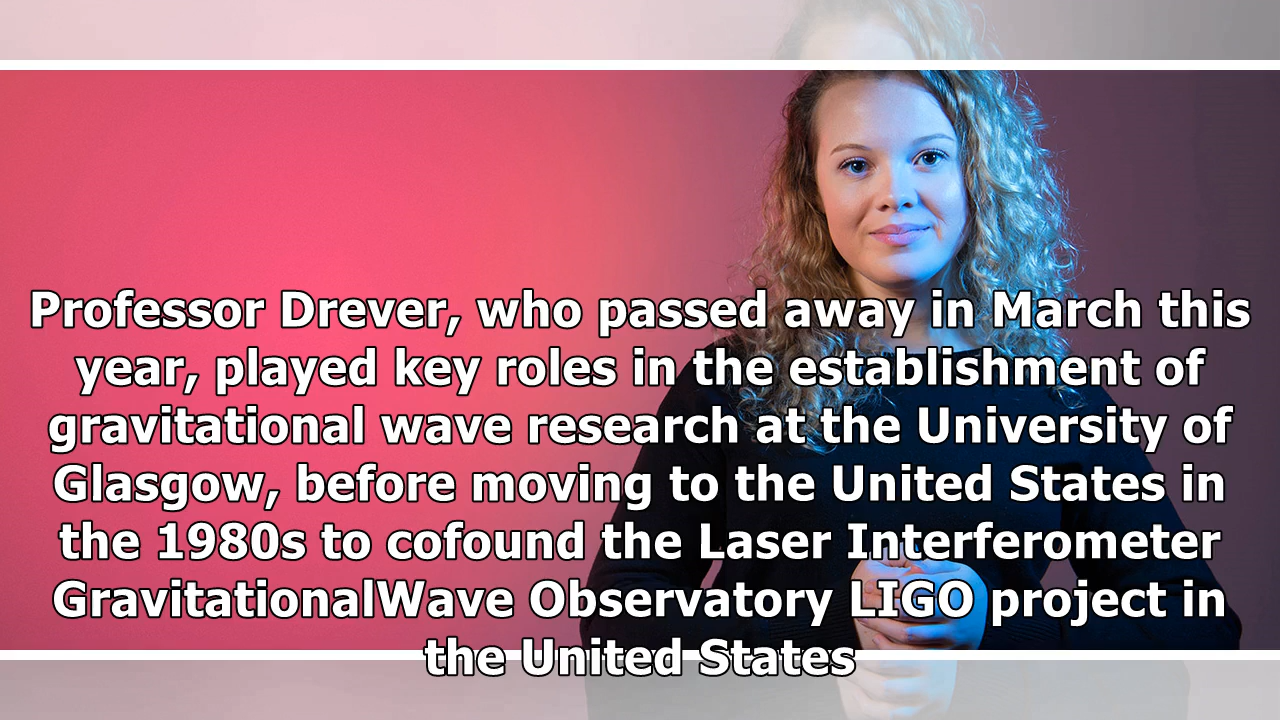 Professor Drever, who passed away in March this
year, played key roles in the establishment of
gravitational wave research at the University of
Glasgow, before moving to the United States in
the 1980s to cofound the Laser Interferometer
GravitationalWave Observatory LIGO project in
the United States